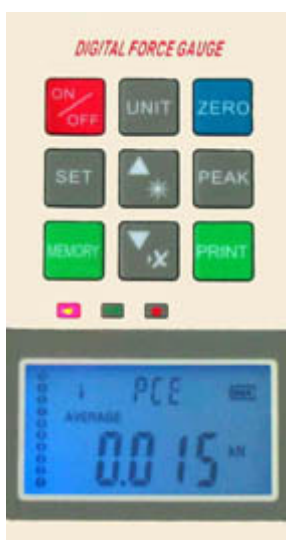 DIGITAL FORCE GAUGE
ON/OFF UNIT ZERO
SET PEAK
MEMORY PRINT
PCE
AVERAGE
0.015 kN